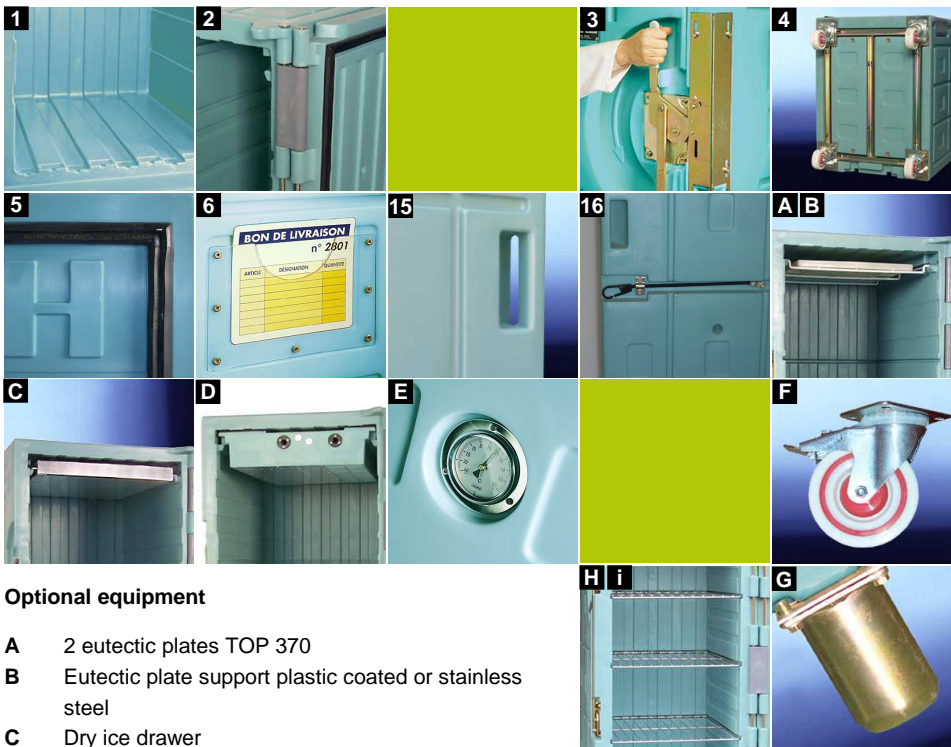 1
2
3
4
5
6
BON DE LIVRAISON
n° 2801
ARTICLE DÉSIGNATION QUANTITÉ
15
16
A B
C
D
E
F
Optional equipment
H i
G
A 2 eutectic plates TOP 370
B Eutectic plate support plastic coated or stainless
steel
C Dry ice drawer